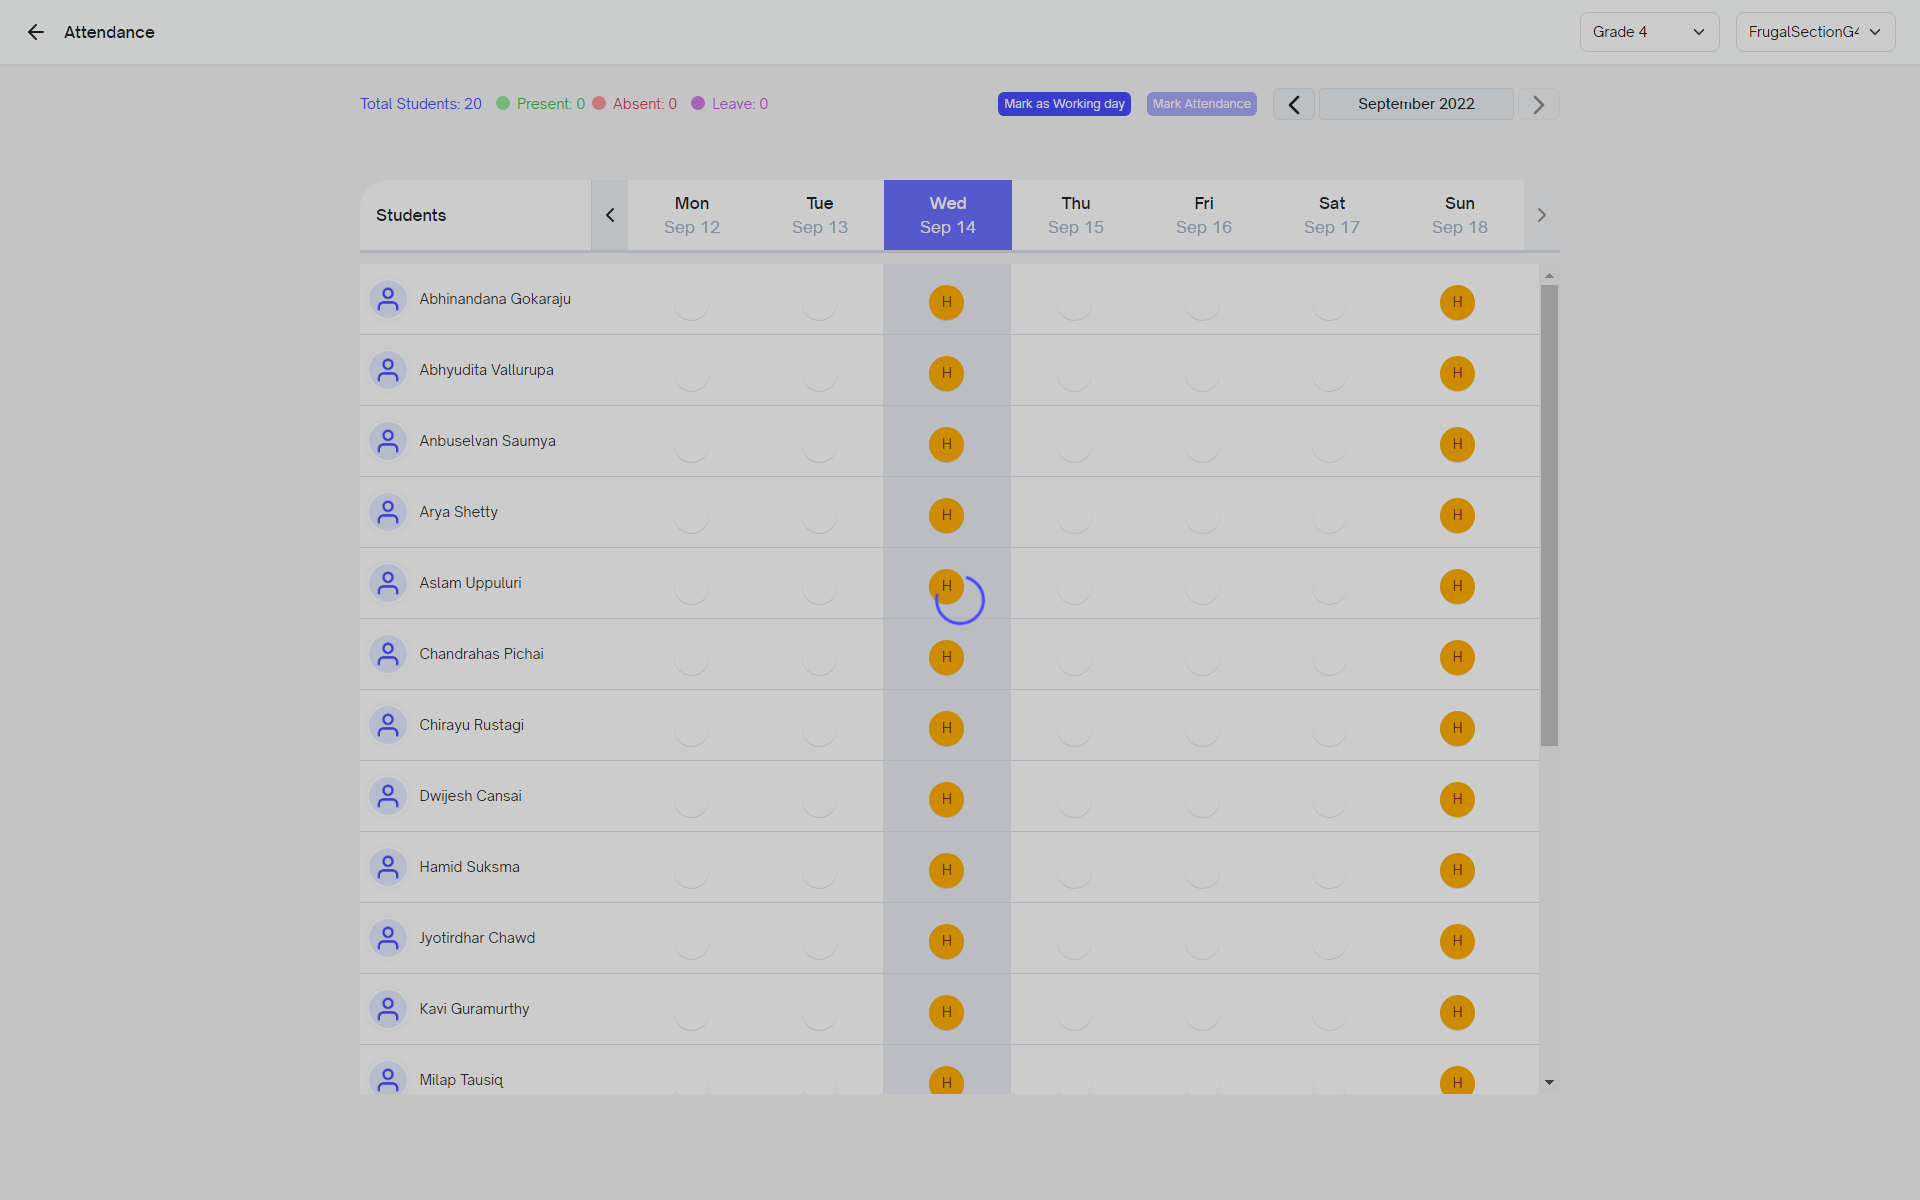 Attendance
Grade 4
FrugalSectionG4
Total Students: 20 Present: 0 Absent: 0 Leave: 0
Mark as Working day
Mark Attendance
September 2022
Students
Mon Tue Wed Thu Fri Sat Sun
Sep 12 Sep 13 Sep 14 Sep 15 Sep 16 Sep 17 Sep 18
Abhinandana Gokaraju H H
Abhyudita Vallurupa H H
Anbuselvan Saumya H H
Arya Shetty H H
Aslam Uppuluri H H
Chandrahas Pichai H H
Chirayu Rustagi H H
Dwijesh Cansai H H
Hamid Suksma H H
Jyotirdhar Chawd H H
Kavi Guramurthy H H
Milap Tausiq H H